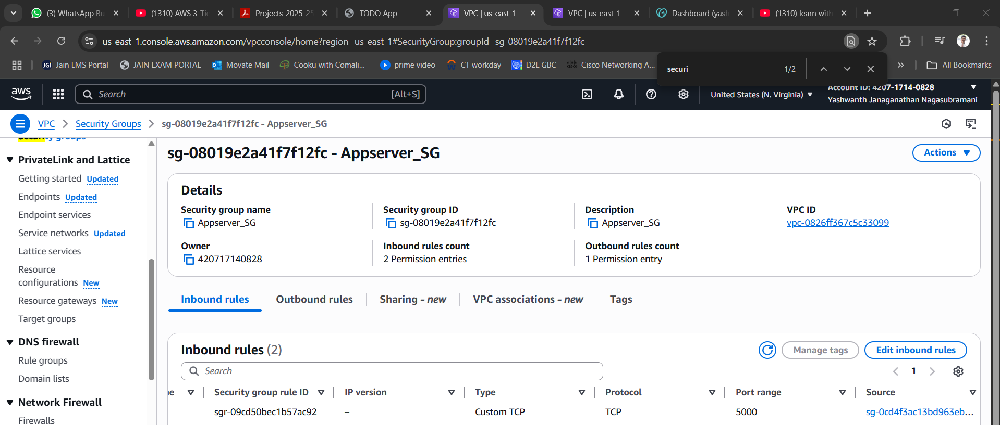 (3) WhatsApp Bu
(1310) AWS 3-Tie
Projects-2025_25
TODO App
VPC | us-east-1
VPC | us-east-1
Dashboard (yash
(1310) learn with
us-east-1.console.aws.amazon.com/vpcconsole/home?region=us-east-1#SecurityGroup:groupId=sg-08019e2a41f7f12fc
JGI Jain LMS Portal
JAIN EXAM PORTAL
Movate Mail
Cooku with Comali...
prime video
CT workday
D2L GBC
Cisco Networking A...
All Bookmarks
securi
1/2
aws
Search
[Alt+S]
United States (N. Virginia)
Account ID: 4207-1714-0828
Yashwanth Janaganathan Nagasubramani
VPC
Security Groups
sg-08019e2a41f7f12fc - Appserver_SG
Security groups
PrivateLink and Lattice
Getting started Updated
Endpoints Updated
Endpoint services
Service networks Updated
Lattice services
Resource
configurations New
Resource gateways New
Target groups
DNS firewall
Rule groups
Domain lists
Network Firewall
Firewalls
sg-08019e2a41f7f12fc - Appserver_SG
Actions
Details
Security group name
Appserver_SG
Security group ID
sg-08019e2a41f7f12fc
Description
Appserver_SG
VPC ID
vpc-0826ff367c5c33099
Owner
420717140828
Inbound rules count
2 Permission entries
Outbound rules count
1 Permission entry
Inbound rules
Outbound rules
Sharing - new
VPC associations - new
Tags
Inbound rules (2)
Manage tags
Edit inbound rules
Search
1
Security group rule ID
IP version
Type
Protocol
Port range
Source
sgr-09cd50bec1b57ac92
–
Custom TCP
TCP
5000
sg-0cd4f3ac13bd963eb...